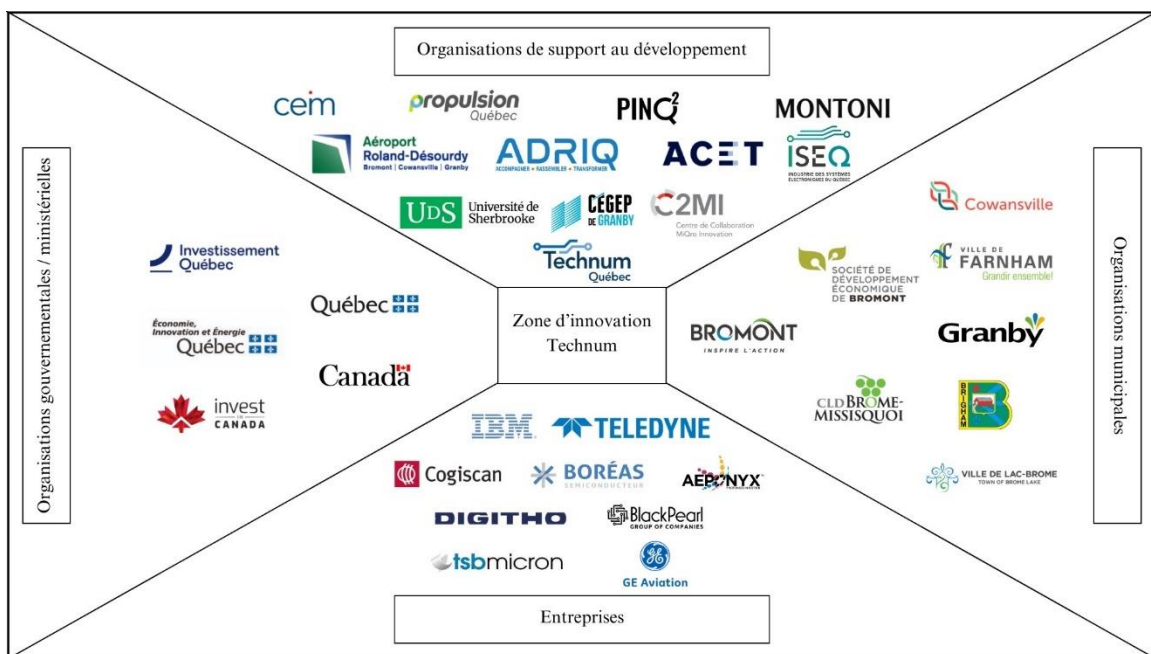 Organisations de support au développement
ceim
propulsion
Québec
PINQ²
MONTONI
Aéroport
Roland-Désourdy
Bromont | Cowansville | Granby
ADRIQ
ACCOMPAGNER • RASSEMBLER • TRANSFORMER
ACET
ISEQ
INDUSTRIE DES SYSTÈMES
ÉLECTRONIQUES DU QUÉBEC
UDS
Université de
Sherbrooke
CÉGEP
DE GRANBY
C2MI
Centre de Collaboration
MiQro Innovation
Technum
Québec
Organisations gouvernementales / ministérielles
Investissement
Québec
Québec
Économie,
Innovation et Énergie
Québec
Canada
invest
IN
CANADA
Zone d'innovation
Technum
Organisations municipales
Cowansville
SOCIÉTÉ DE
DÉVELOPPEMENT
ÉCONOMIQUE
DE BROMONT
VILLE DE
FARNHAM
Grandir ensemble!
BROMONT
INSPIRE L'ACTION
Granby
CLD BROME-
MISSISQUOI
BRIGHAM
B
VILLE DE LAC-BROME
TOWN OF BROME LAKE
IBM
TELEDYNE
Cogiscan
BORÉAS
SEMICONDUCTEUR
AEPONYX
DIGITHO
BlackPearl
GROUP OF COMPANIES
tsbmicron
GE
GE Aviation
Entreprises